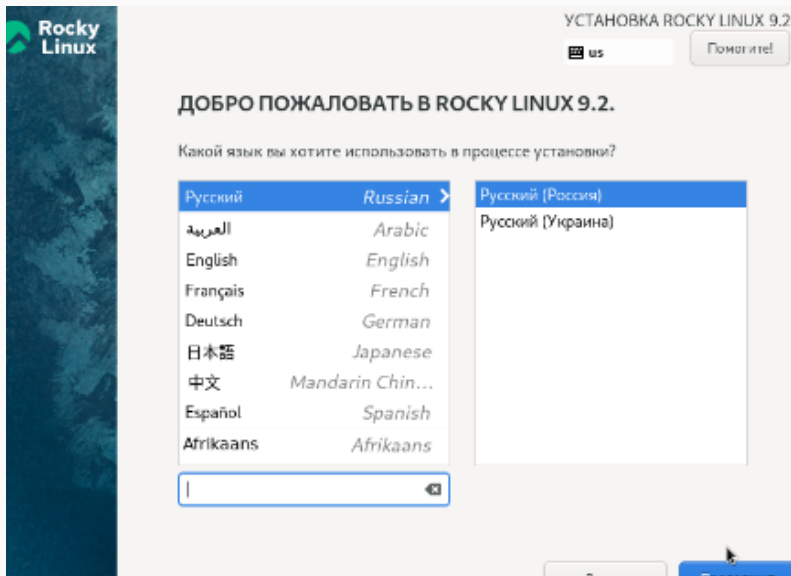 Rocky
Linux
УСТАНОВКА ROCKY LINUX 9.2
us
Помогите!
ДОБРО ПОЖАЛОВАТЬ В ROCKY LINUX 9.2.
Какой язык вы хотите использовать в процессе установки?
Русский Russian
العربية Arabic
English English
Français French
Deutsch German
日本語 Japanese
中文 Mandarin Chin...
Español Spanish
Afrikaans Afrikaans
Русский (Россия)
Русский (Украина)